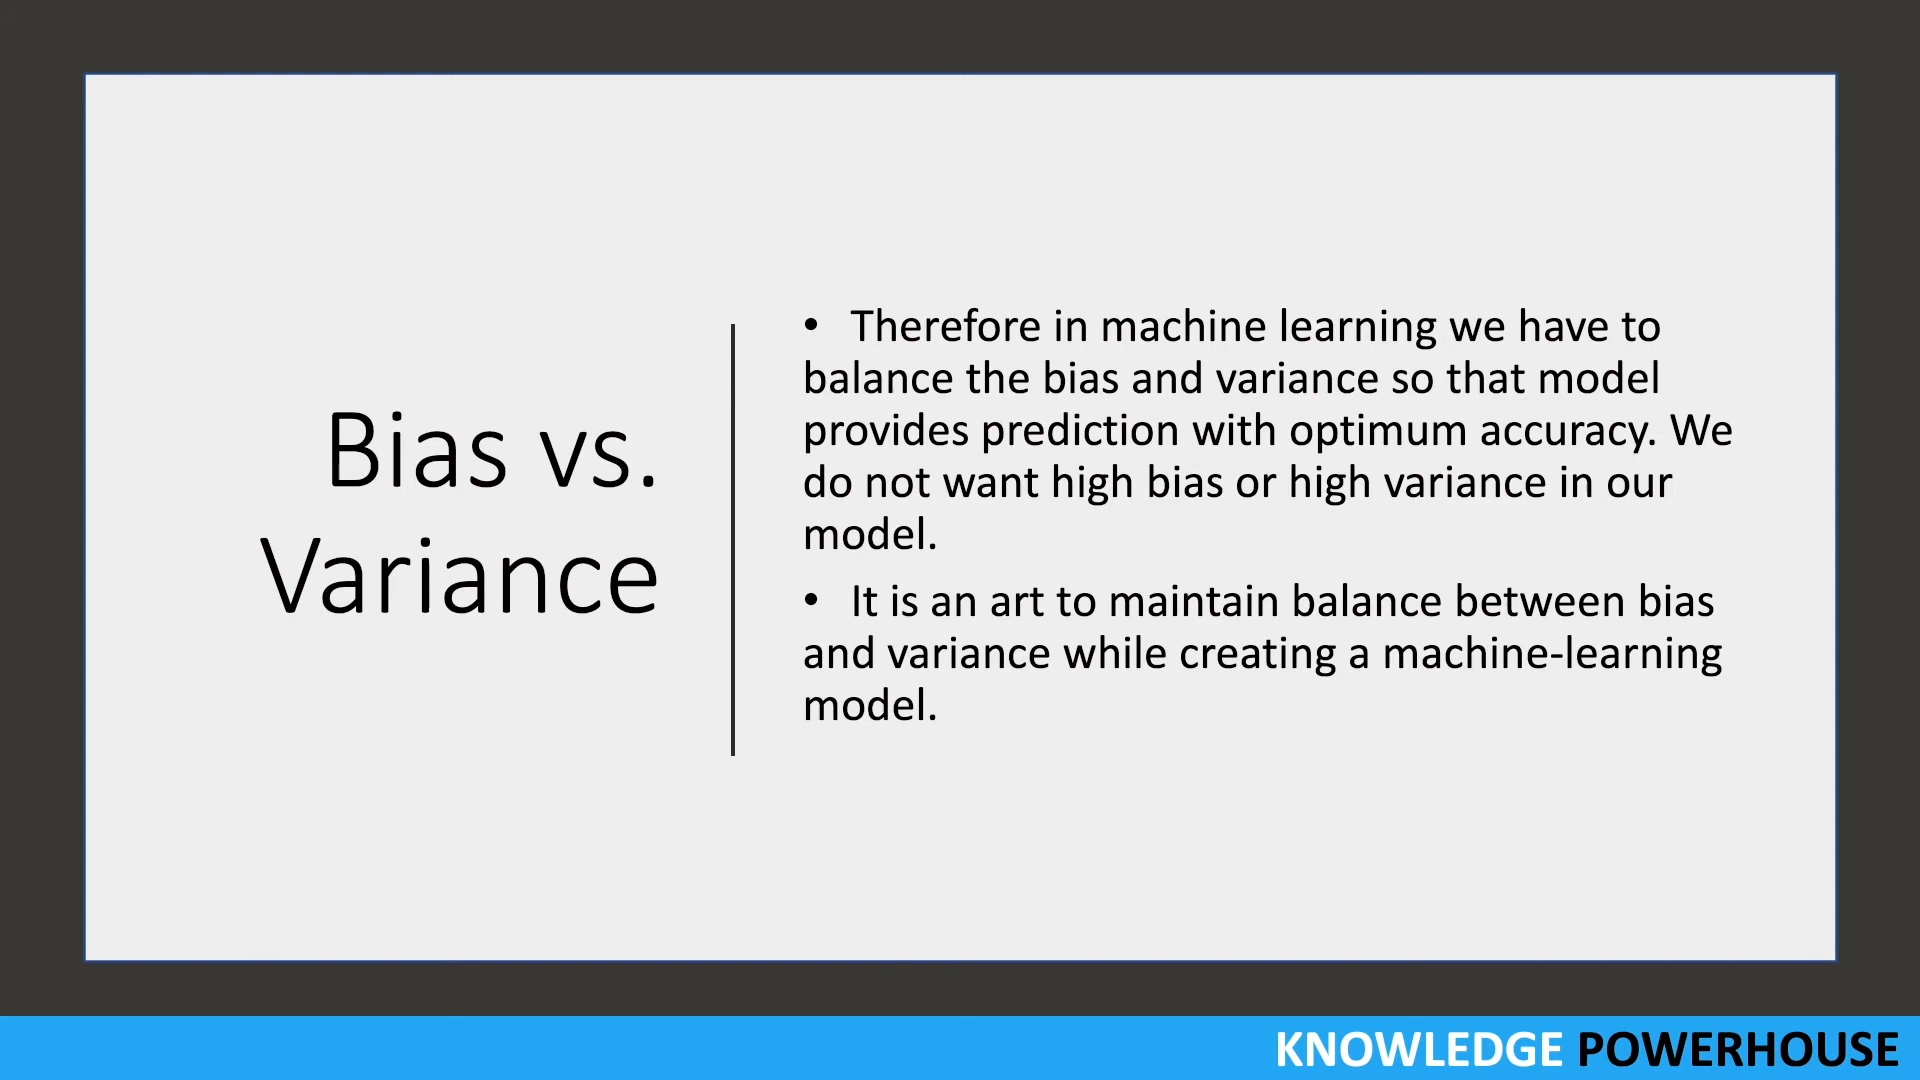 Bias vs.
Variance
• Therefore in machine learning we have to
balance the bias and variance so that model
provides prediction with optimum accuracy. We
do not want high bias or high variance in our
model.
• It is an art to maintain balance between bias
and variance while creating a machine-learning
model.
KNOWLEDGE POWERHOUSE